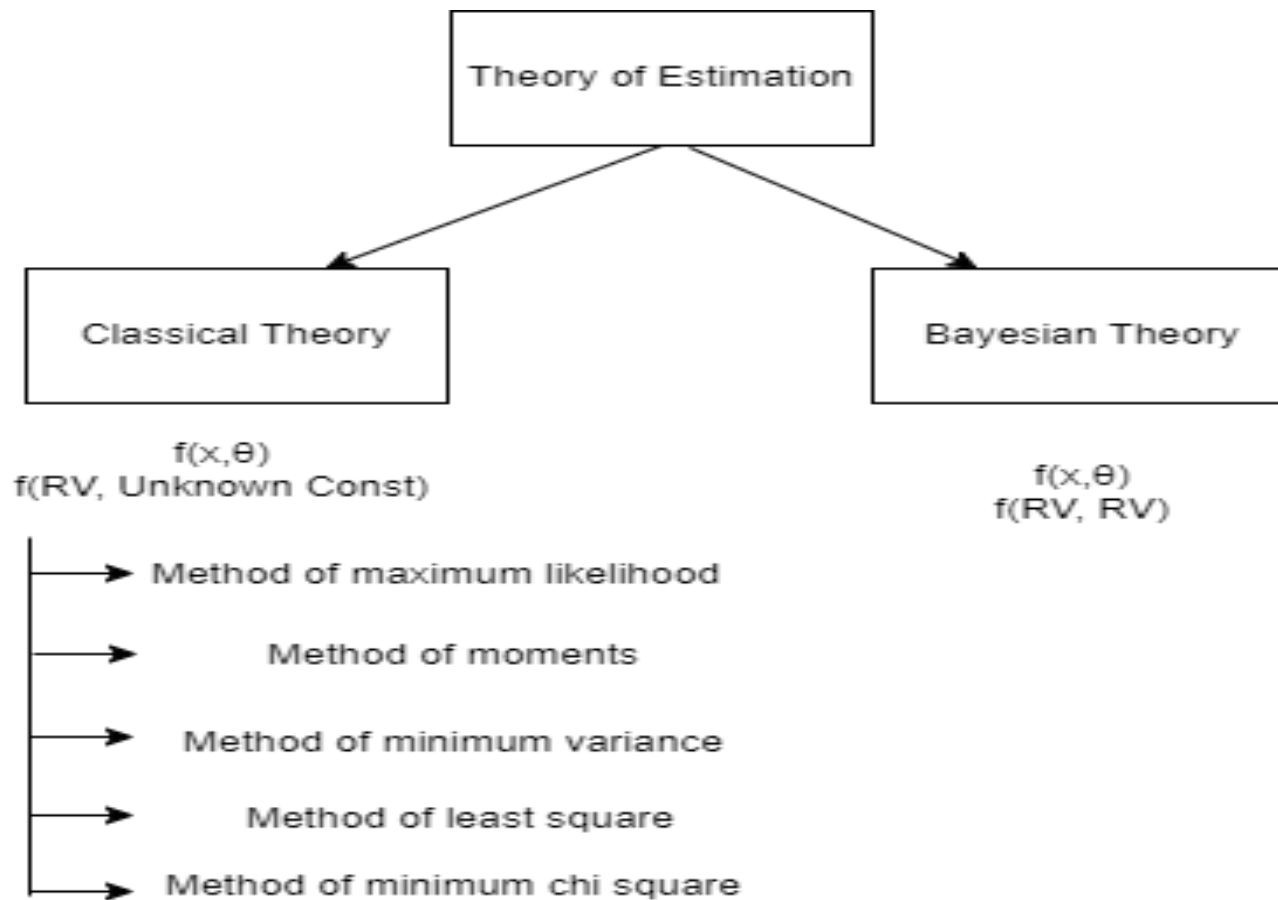 Theory of Estimation
Classical Theory
Bayesian Theory
f(x,θ)
f(RV, Unknown Const)
f(x,θ)
f(RV, RV)
Method of maximum likelihood
Method of moments
Method of minimum variance
Method of least square
Method of minimum chi square